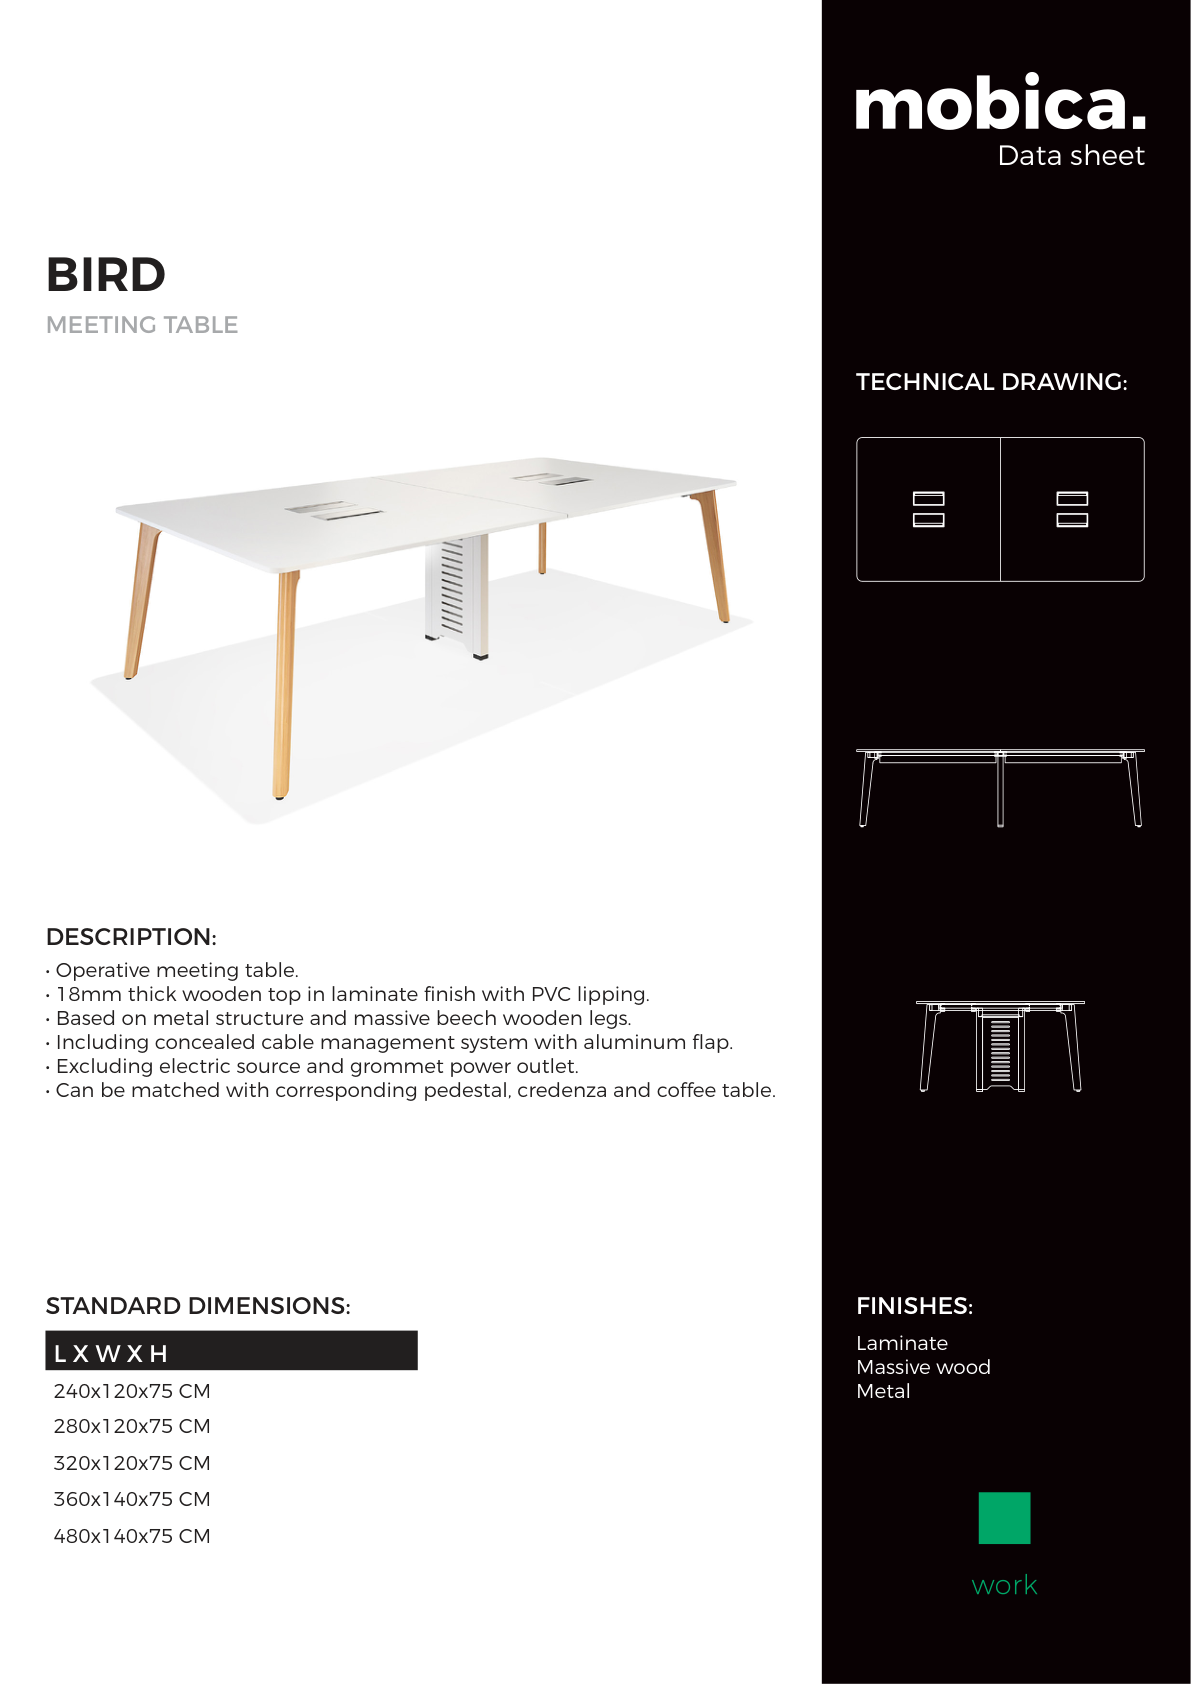 mobica.
Data sheet
BIRD
MEETING TABLE
TECHNICAL DRAWING:
DESCRIPTION:
• Operative meeting table.
• 18mm thick wooden top in laminate finish with PVC lipping.
• Based on metal structure and massive beech wooden legs.
• Including concealed cable management system with aluminum flap.
• Excluding electric source and grommet power outlet.
• Can be matched with corresponding pedestal, credenza and coffee table.
STANDARD DIMENSIONS:
L X W X H
240x120x75 CM
280x120x75 CM
320x120x75 CM
360x140x75 CM
480x140x75 CM
FINISHES:
Laminate
Massive wood
Metal
work